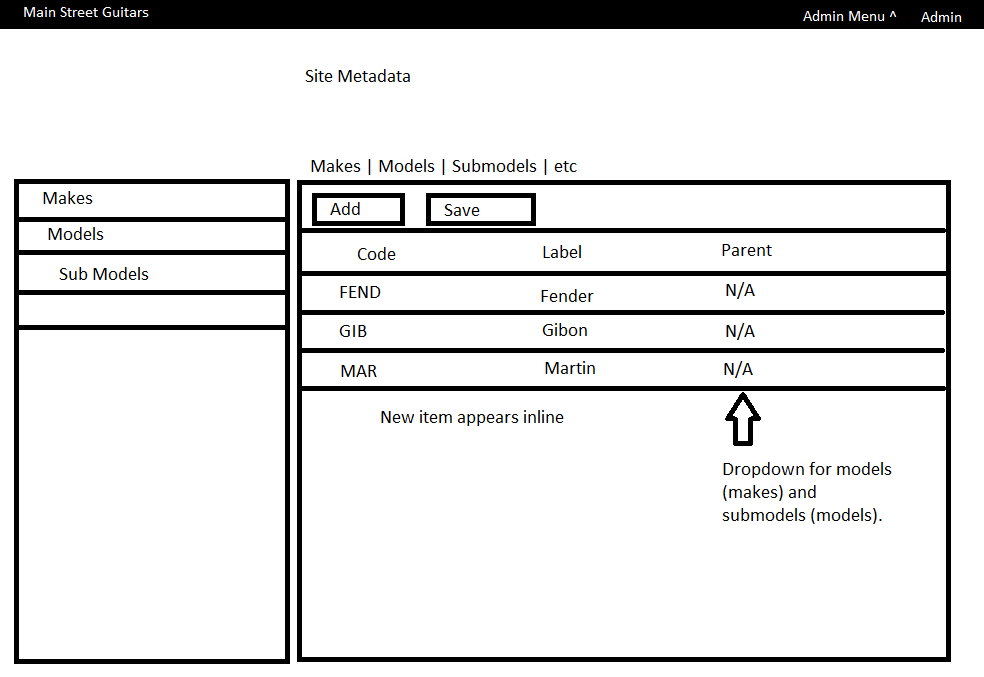 Main Street Guitars
Admin Menu ^ Admin
Site Metadata
Makes | Models | Submodels | etc
Makes
Models
Sub Models
Add Save
Code Label Parent
FEND Fender N/A
GIB Gibon N/A
MAR Martin N/A
New item appears inline
Dropdown for models
(makes) and
submodels (models).